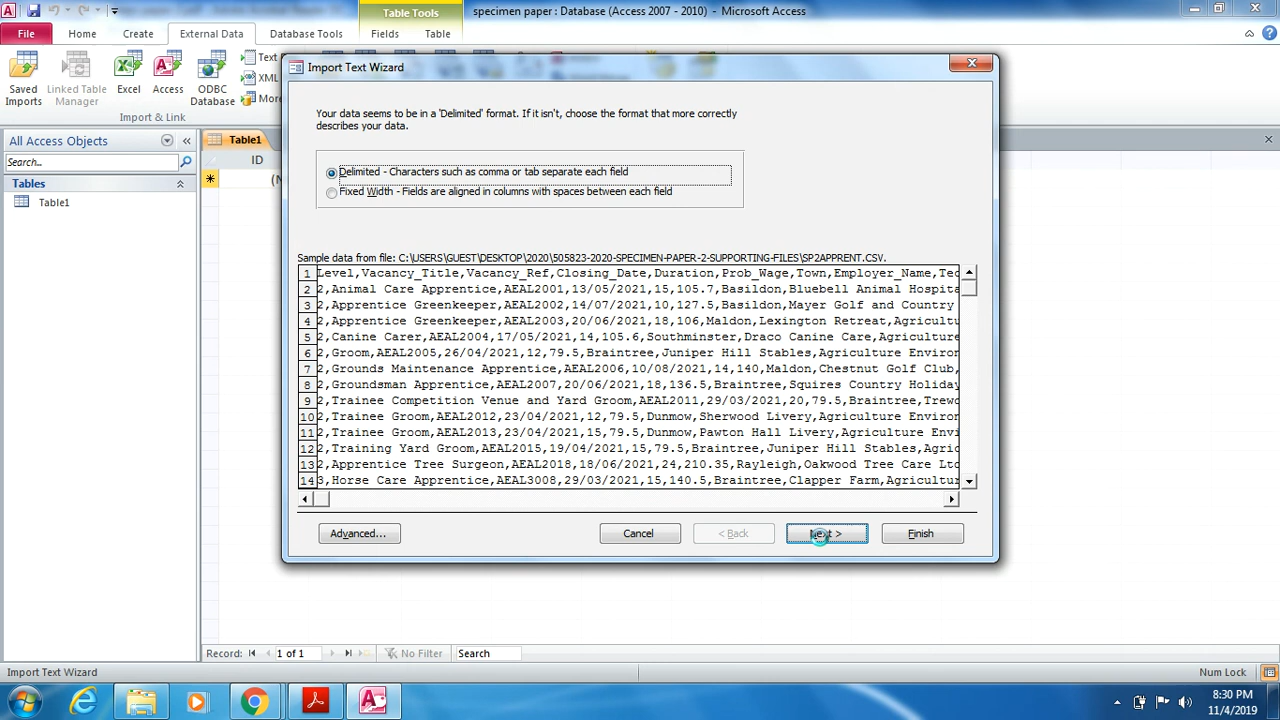 Table Tools
specimen paper : Database (Access 2007 - 2010) - Microsoft Access
File Home Create External Data Database Tools Fields Table
Saved Imports
Linked Table Manager
Excel
Access
ODBC Database
Text
XML
More
Import & Link
All Access Objects
Search...
Tables
Table1
Table1
ID
(N
Import Text Wizard
Your data seems to be in a 'Delimited' format. If it isn't, choose the format that more correctly
describes your data.
Delimited - Characters such as comma or tab separate each field
Fixed Width - Fields are aligned in columns with spaces between each field
Sample data from file: C:\USERS\GUEST\DESKTOP\2020\505823-2020-SPECIMEN-PAPER-2-SUPPORTING-FILES\SP2APPRENT.CSV.
1 Level,Vacancy_Title,Vacancy_Ref,Closing_Date,Duration,Prob_Wage,Town,Employer_Name,Tec
2 2,Animal Care Apprentice,AEAL2001,13/05/2021,15,105.7,Basildon,Bluebell Animal Hospita
3 2,Apprentice Greenkeeper,AEAL2002,14/07/2021,10,127.5,Basildon,Mayer Golf and Country
4 2,Apprentice Greenkeeper,AEAL2003,20/06/2021,18,106,Maldon,Lexington Retreat,Agricultu
5 2,Canine Carer,AEAL2004,17/05/2021,14,105.6,Southminster,Draco Canine Care,Agriculture
6 2,Groom,AEAL2005,26/04/2021,12,79.5,Braintree,Juniper Hill Stables,Agriculture Environ
7 2,Grounds Maintenance Apprentice,AEAL2006,10/08/2021,14,140,Maldon,Chestnut Golf Club,
8 2,Groundsman Apprentice,AEAL2007,20/06/2021,18,136.5,Braintree,Squires Country Holiday
9 2,Trainee Competition Venue and Yard Groom,AEAL2011,29/03/2021,20,79.5,Braintree,Trewo
10 2,Trainee Groom,AEAL2012,23/04/2021,12,79.5,Dunmow,Sherwood Livery,Agriculture Environ
11 2,Trainee Groom,AEAL2013,23/04/2021,15,79.5,Dunmow,Pawton Hall Livery,Agriculture Envi
12 2,Training Yard Groom,AEAL2015,19/04/2021,15,79.5,Braintree,Juniper Hill Stables,Agric
13 2,Apprentice Tree Surgeon,AEAL2018,18/06/2021,24,210.35,Rayleigh,Oakwood Tree Care Ltd
14 3,Horse Care Apprentice,AEAL3008,29/03/2021,15,140.5,Braintree,Clapper Farm,Agricultur
Advanced... Cancel < Back Next > Finish
Record: 1 of 1 No Filter Search
Import Text Wizard
Num Lock
8:30 PM
11/4/2019